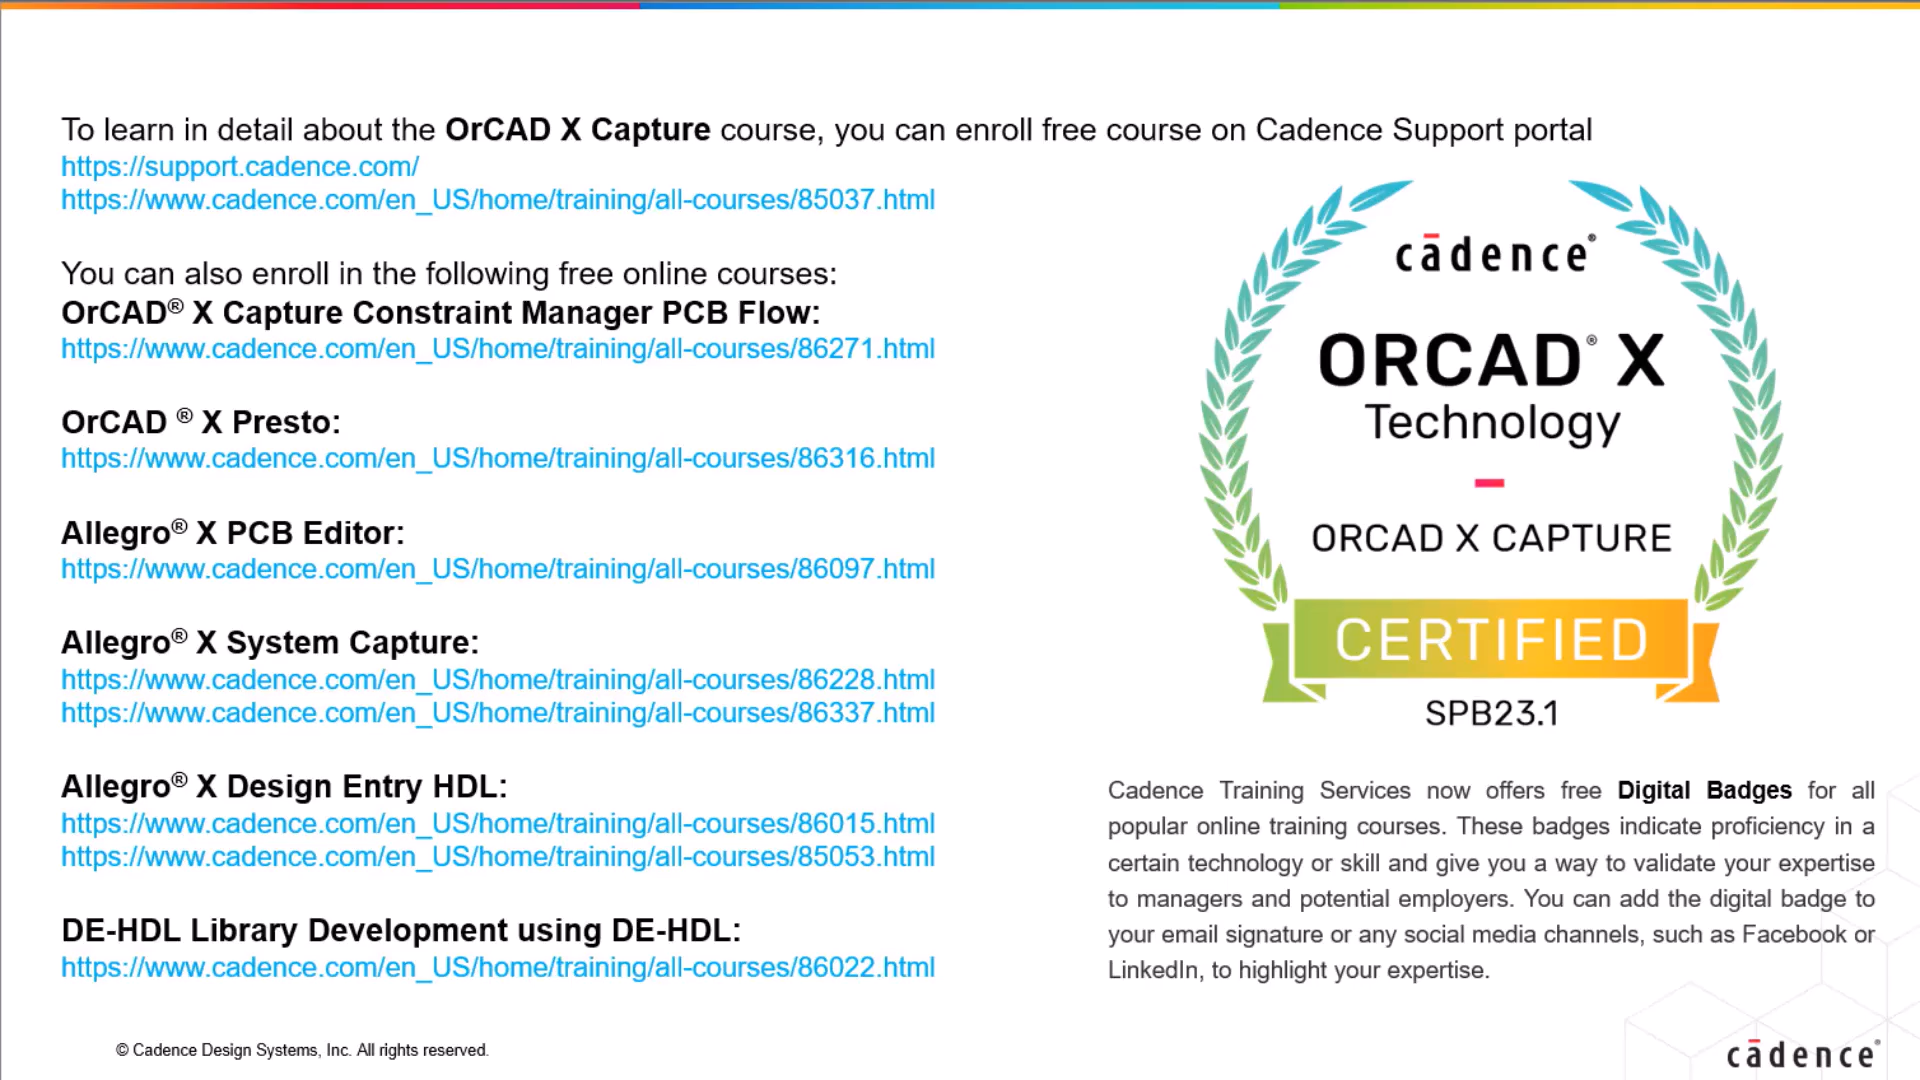 To learn in detail about the OrCAD X Capture course, you can enroll free course on Cadence Support portal
https://support.cadence.com/
https://www.cadence.com/en_US/home/training/all-courses/85037.html
You can also enroll in the following free online courses:
OrCAD® X Capture Constraint Manager PCB Flow:
https://www.cadence.com/en_US/home/training/all-courses/86271.html
OrCAD ® X Presto:
https://www.cadence.com/en_US/home/training/all-courses/86316.html
Allegro® X PCB Editor:
https://www.cadence.com/en_US/home/training/all-courses/86097.html
Allegro® X System Capture:
https://www.cadence.com/en_US/home/training/all-courses/86228.html
https://www.cadence.com/en_US/home/training/all-courses/86337.html
Allegro® X Design Entry HDL:
https://www.cadence.com/en_US/home/training/all-courses/86015.html
https://www.cadence.com/en_US/home/training/all-courses/85053.html
DE-HDL Library Development using DE-HDL:
https://www.cadence.com/en_US/home/training/all-courses/86022.html
cādence®
ORCAD® X
Technology
ORCAD X CAPTURE
CERTIFIED
SPB23.1
Cadence Training Services now offers free Digital Badges for all
popular online training courses. These badges indicate proficiency in a
certain technology or skill and give you a way to validate your expertise
to managers and potential employers. You can add the digital badge to
your email signature or any social media channels, such as Facebook or
LinkedIn, to highlight your expertise.
© Cadence Design Systems, Inc. All rights reserved.
cādence®